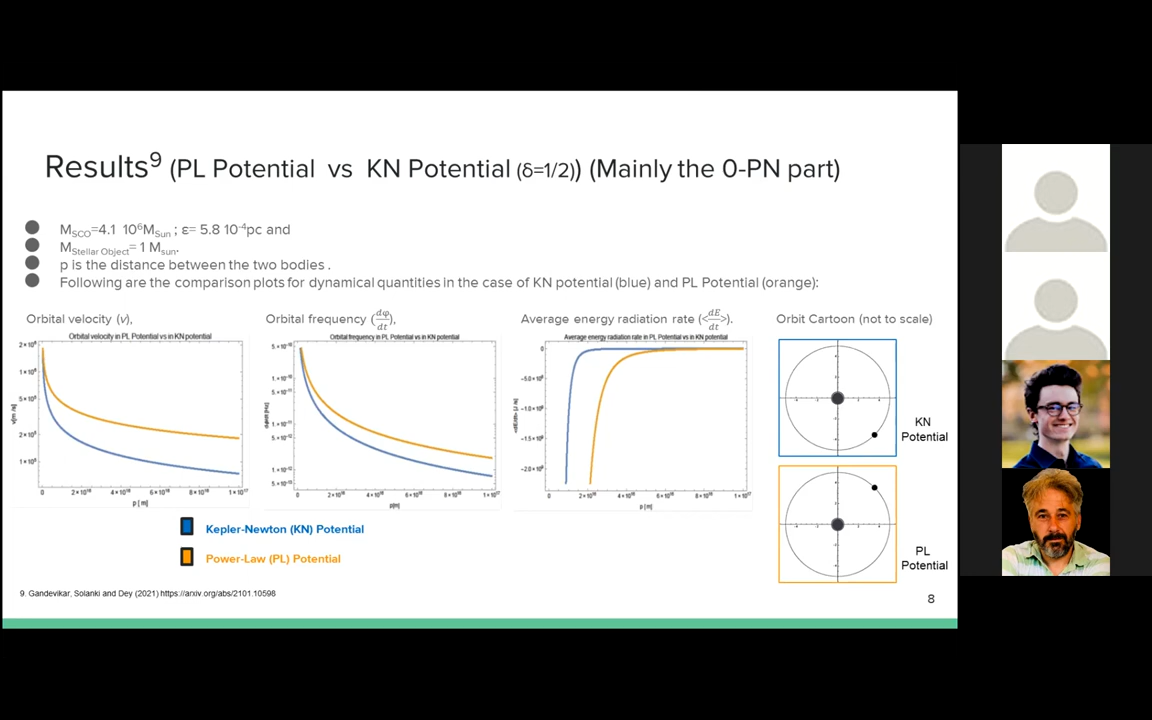 Results⁹ (PL Potential vs KN Potential (δ=1/2)) (Mainly the 0-PN part)
M_SCO=4.1 10⁶M_Sun ; ε= 5.8 10⁻⁴pc and
M_Stellar Object= 1 M_sun.
p is the distance between the two bodies .
Following are the comparison plots for dynamical quantities in the case of KN potential (blue) and PL Potential (orange):
Orbital velocity (v),
Orbital frequency (dφ/dt),
Average energy radiation rate (<dE/dt>).
Orbit Cartoon (not to scale)
Orbital velocity in PL Potential vs in KN potential
Orbital frequency in PL Potential vs in KN potential
Average energy radiation rate in PL Potential vs in KN potential
p [m]
p[m]
p [m]
KN
Potential
PL
Potential
Kepler-Newton (KN) Potential
Power-Law (PL) Potential
9. Gandevikar, Solanki and Dey (2021) https://arxiv.org/abs/2101.10598
8